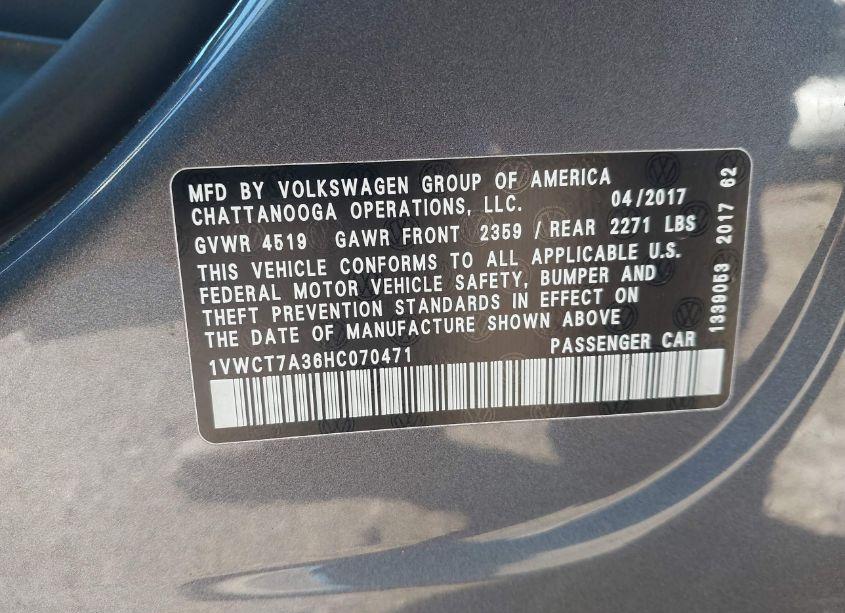 MFD BY VOLKSWAGEN GROUP OF AMERICA
CHATTANOOGA OPERATIONS, LLC. 04/2017
GVWR 4519 GAWR FRONT 2359 / REAR 2271 LBS
THIS VEHICLE CONFORMS TO ALL APPLICABLE U.S.
FEDERAL MOTOR VEHICLE SAFETY, BUMPER AND
THEFT PREVENTION STANDARDS IN EFFECT ON
THE DATE OF MANUFACTURE SHOWN ABOVE
1VWCT7A36HC070471 PASSENGER CAR
1339053 2017 62